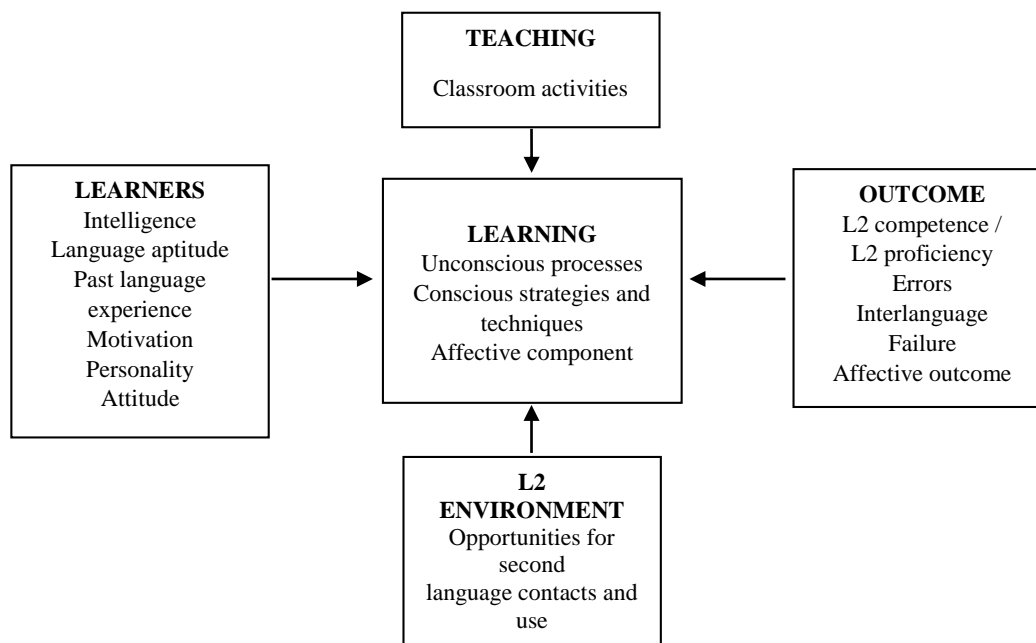 TEACHING
Classroom activities
LEARNERS
Intelligence
Language aptitude
Past language
experience
Motivation
Personality
Attitude
LEARNING
Unconscious processes
Conscious strategies and
techniques
Affective component
OUTCOME
L2 competence /
L2 proficiency
Errors
Interlanguage
Failure
Affective outcome
L2
ENVIRONMENT
Opportunities for
second
language contacts and
use